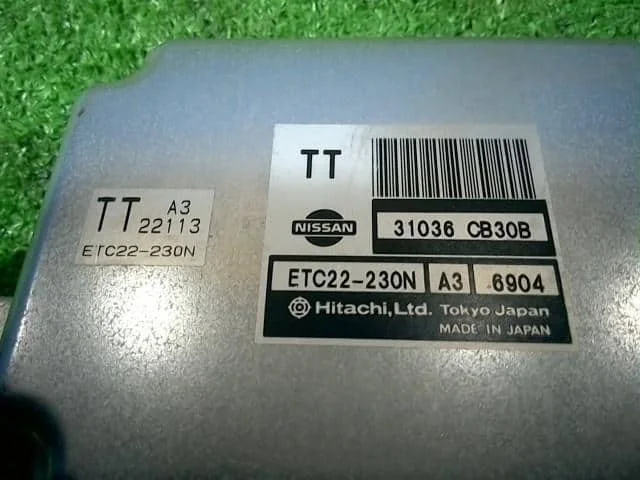 TT A3
22113
ETC22-230N
TT
NISSAN
31036 CB30B
ETC22-230N A3 6904
Hitachi,Ltd. Tokyo Japan
MADE IN JAPAN